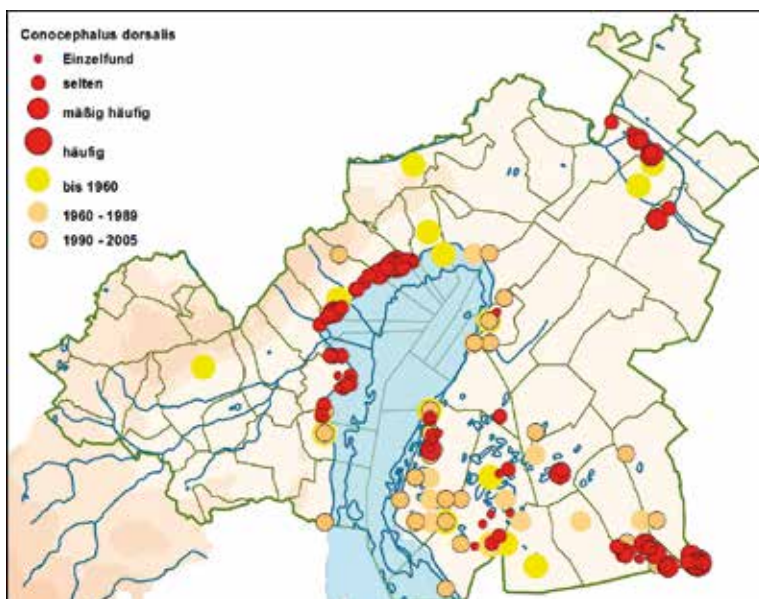 Conocephalus dorsalis
Einzelfund
selten
mäßig häufig
häufig
bis 1960
1960 - 1989
1990 - 2005